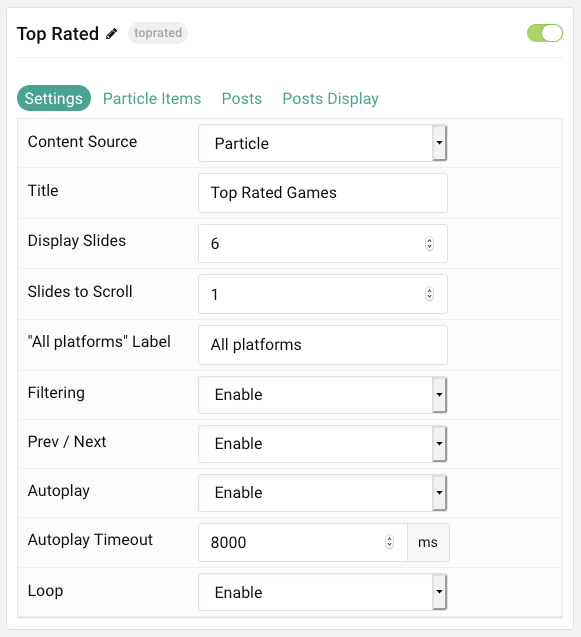 Top Rated toprated
Settings Particle Items Posts Posts Display
Content Source Particle
Title Top Rated Games
Display Slides 6
Slides to Scroll 1
"All platforms" Label All platforms
Filtering Enable
Prev / Next Enable
Autoplay Enable
Autoplay Timeout 8000 ms
Loop Enable